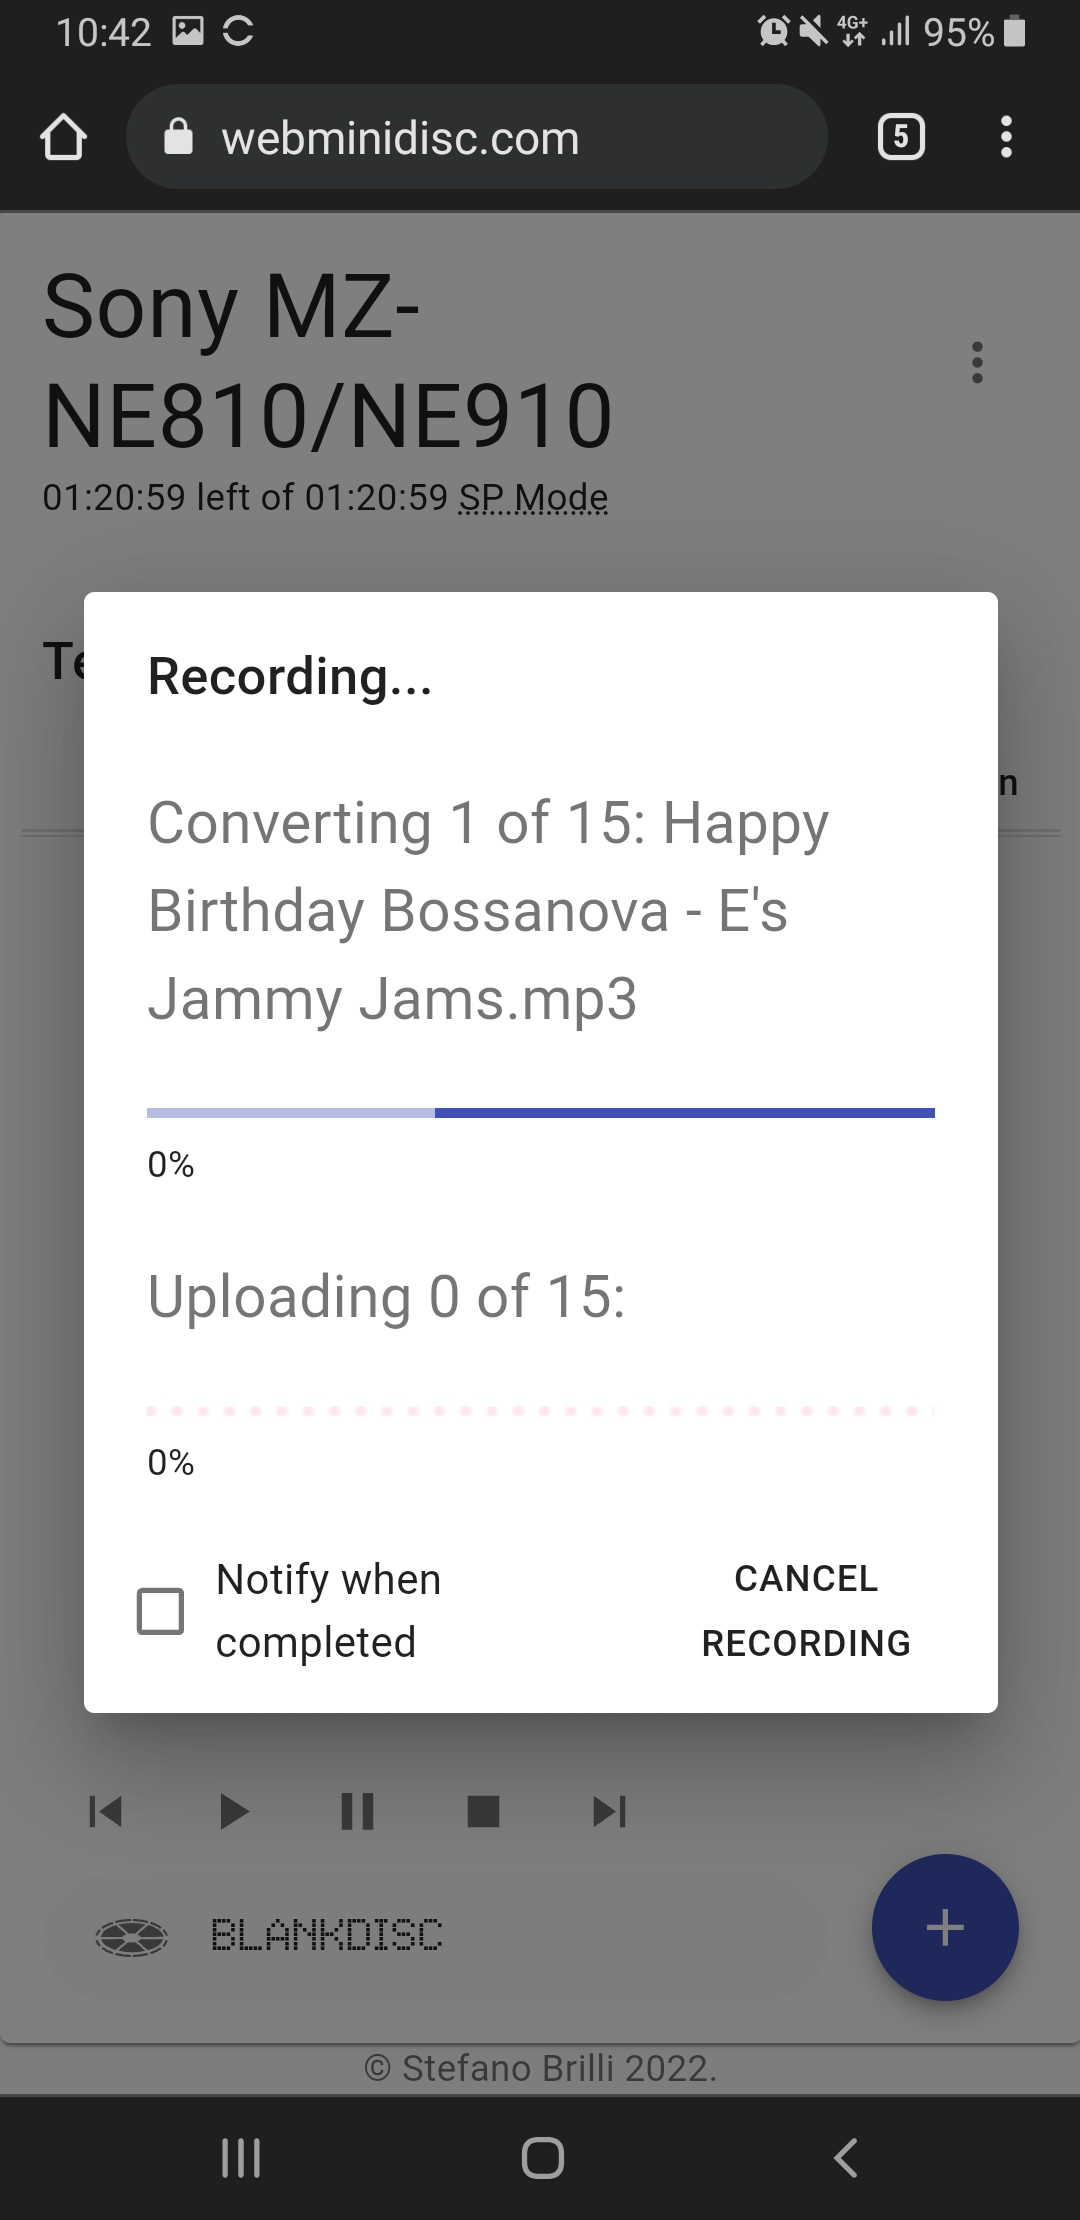 10:42
4G+
95%
webminidisc.com
5
Sony MZ-
NE810/NE910
01:20:59 left of 01:20:59 SP Mode
Te
Recording...
n
Converting 1 of 15: Happy
Birthday Bossanova - E's
Jammy Jams.mp3
0%
Uploading 0 of 15:
0%
Notify when
completed
CANCEL
RECORDING
BLANKDISC
© Stefano Brilli 2022.